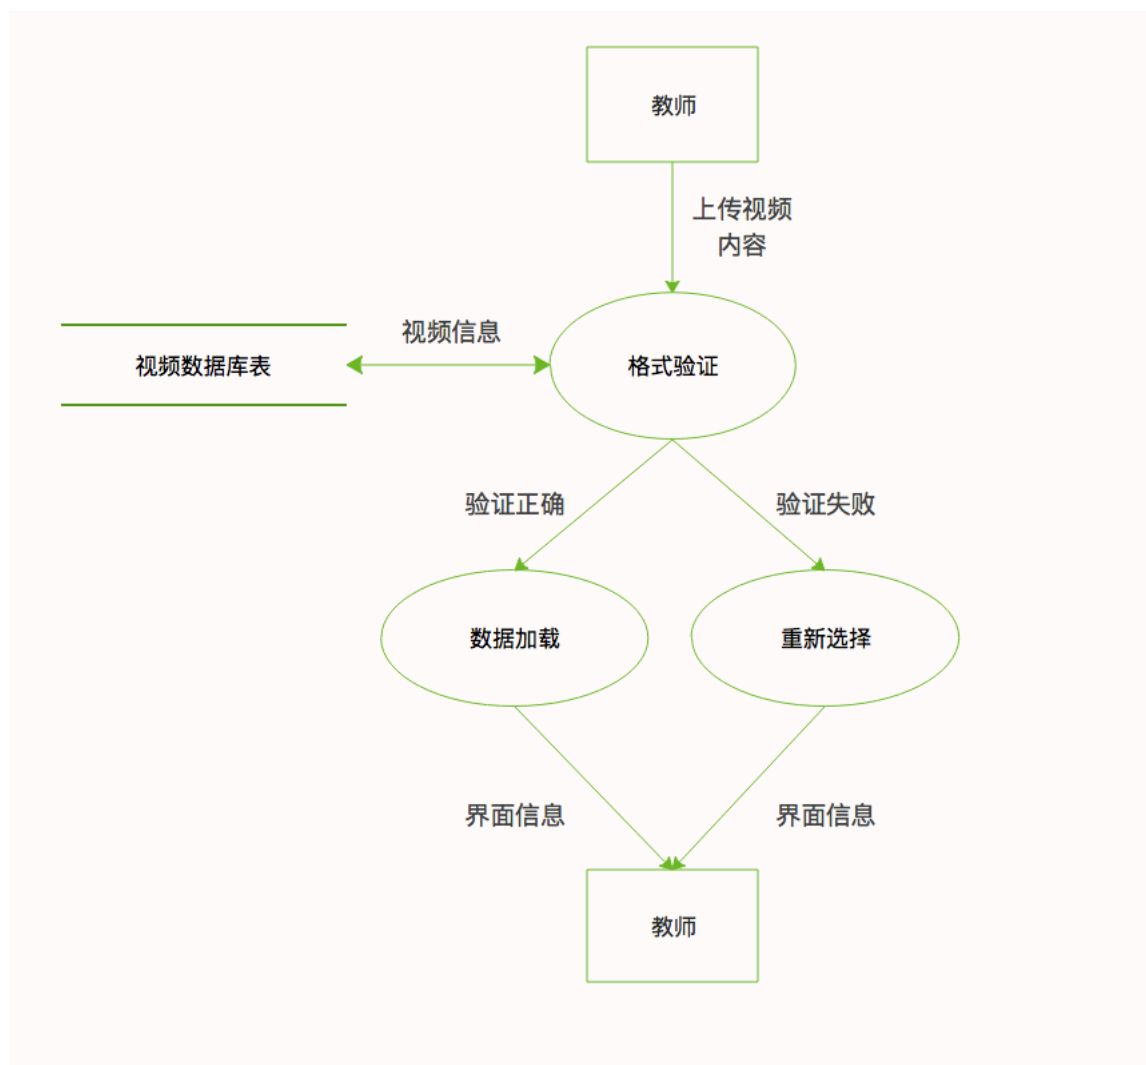 教师
上传视频
内容
视频信息
视频数据库表
格式验证
验证正确
验证失败
数据加载
重新选择
界面信息
界面信息
教师